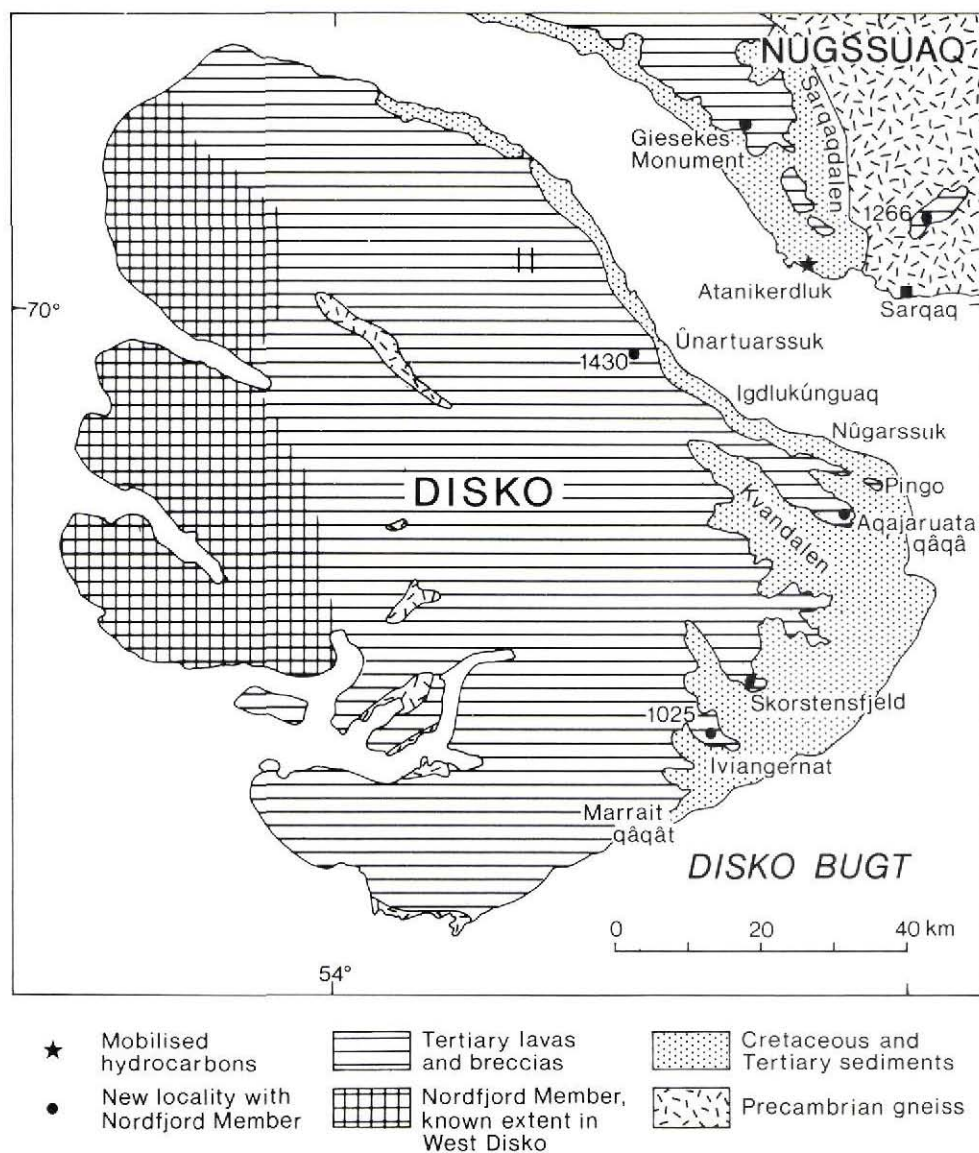 NÛGSSUAQ
Sarqaqdalen
Giesekes
Monument
1266
Atanikerdluk
Sarqaq
70°
Ûnartuarssuk
1430
Igdlukúnguaq
Nûgarssuk
DISKO
Pingo
Kvandalen
Aqajaruata
qâqâ
Skorstensfjeld
1025
Iviangernat
Marrait
qâqât
DISKO BUGT
0 20 40 km
54°
Mobilised
hydrocarbons
New locality with
Nordfjord Member
Tertiary lavas
and breccias
Nordfjord Member,
known extent in
West Disko
Cretaceous and
Tertiary sediments
Precambrian gneiss